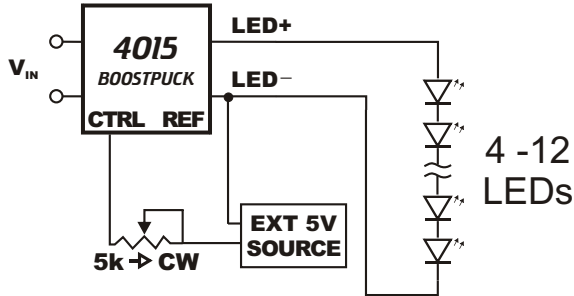 LED+
4015
BOOSTPUCK
VIN
LED−
CTRL REF
4 -12
LEDs
EXT 5V
SOURCE
5k CW